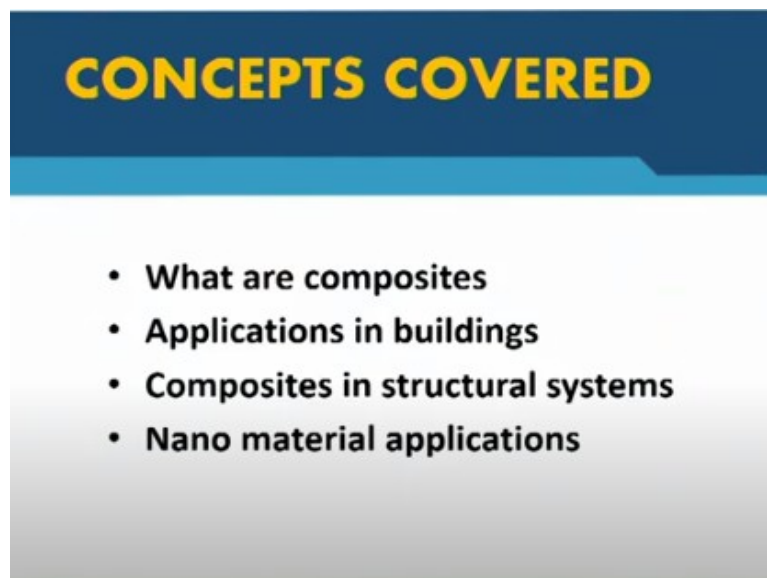 CONCEPTS COVERED
• What are composites
• Applications in buildings
• Composites in structural systems
• Nano material applications